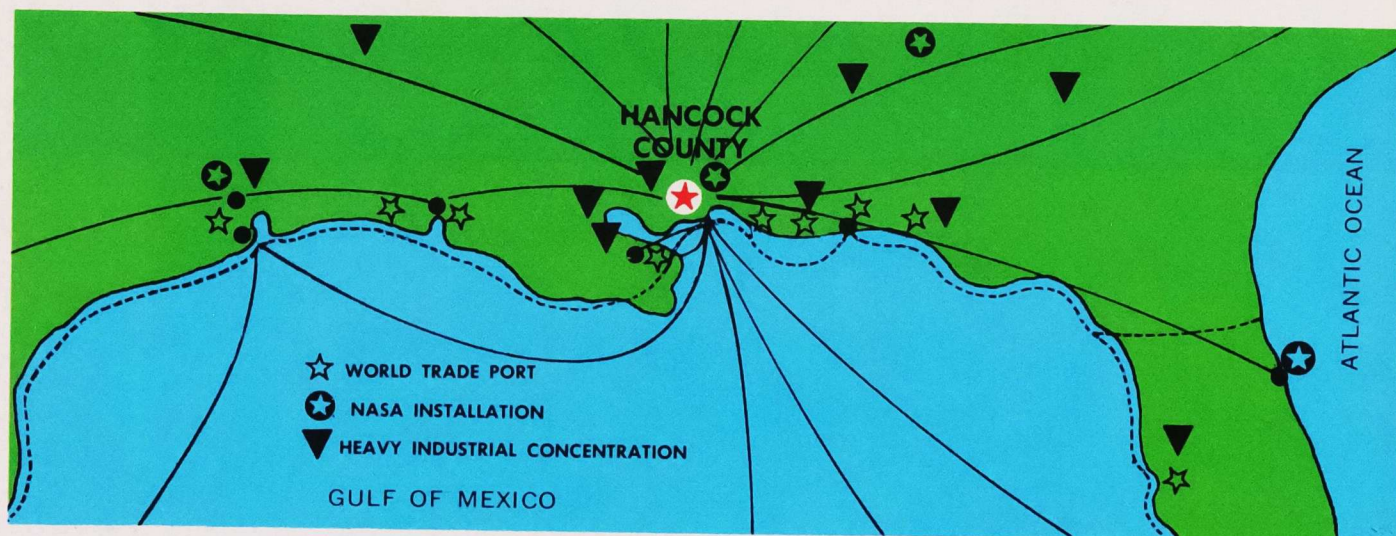 HANCOCK
COUNTY
ATLANTIC OCEAN
WORLD TRADE PORT
NASA INSTALLATION
HEAVY INDUSTRIAL CONCENTRATION
GULF OF MEXICO